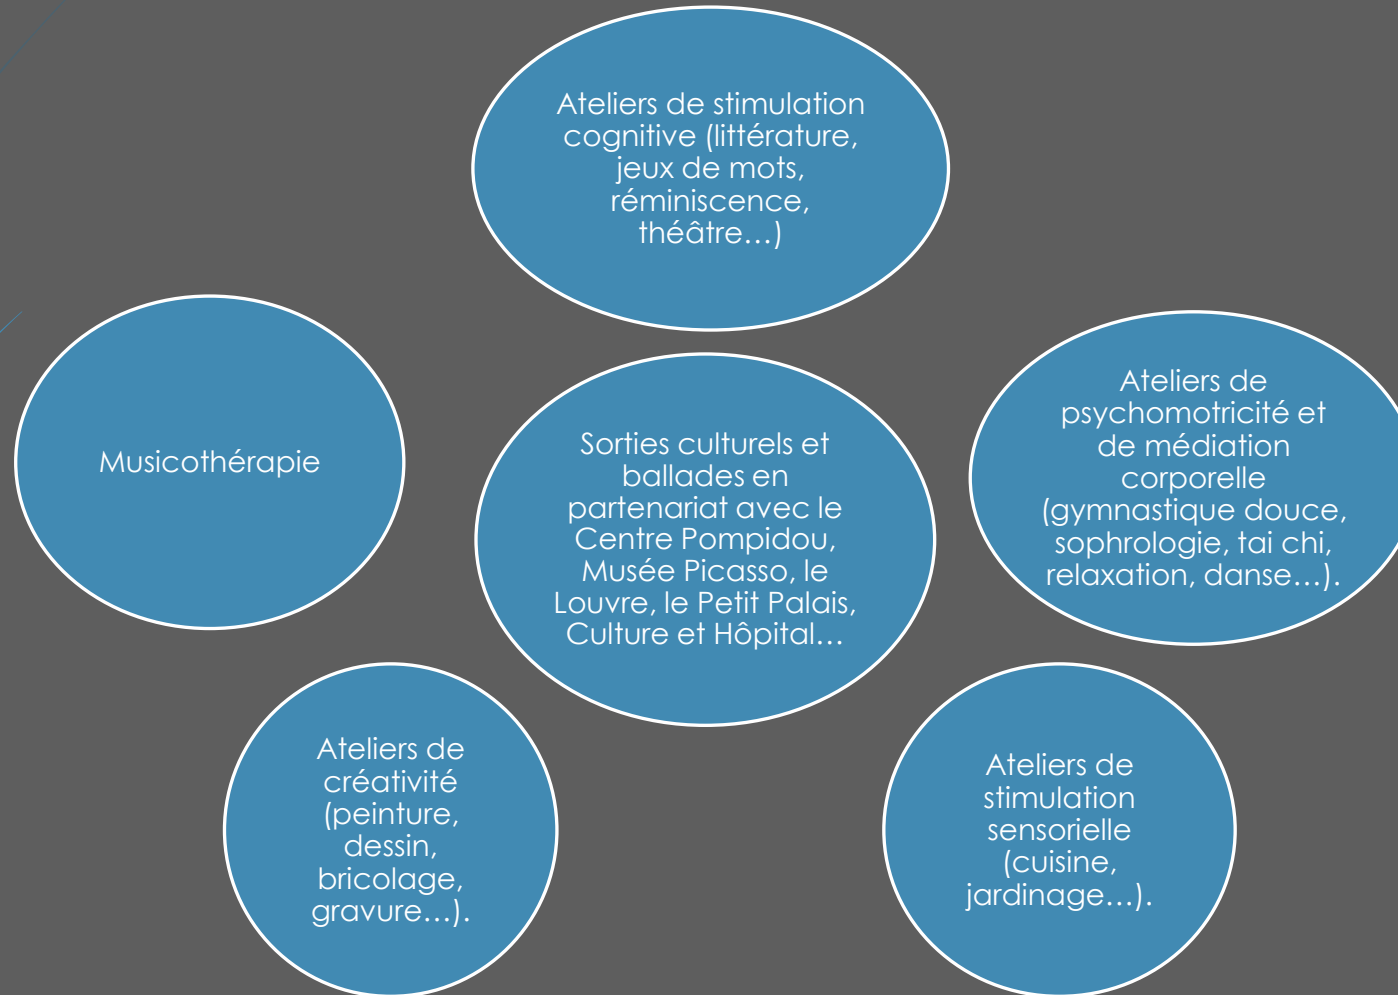 Ateliers de stimulation
cognitive (littérature,
jeux de mots,
réminiscence,
théâtre…)
Musicothérapie
Sorties culturels et
ballades en
partenariat avec le
Centre Pompidou,
Musée Picasso, le
Louvre, le Petit Palais,
Culture et Hôpital…
Ateliers de
psychomotricité et
de médiation
corporelle
(gymnastique douce,
sophrologie, tai chi,
relaxation, danse…).
Ateliers de
créativité
(peinture,
dessin,
bricolage,
gravure…).
Ateliers de
stimulation
sensorielle
(cuisine,
jardinage…).